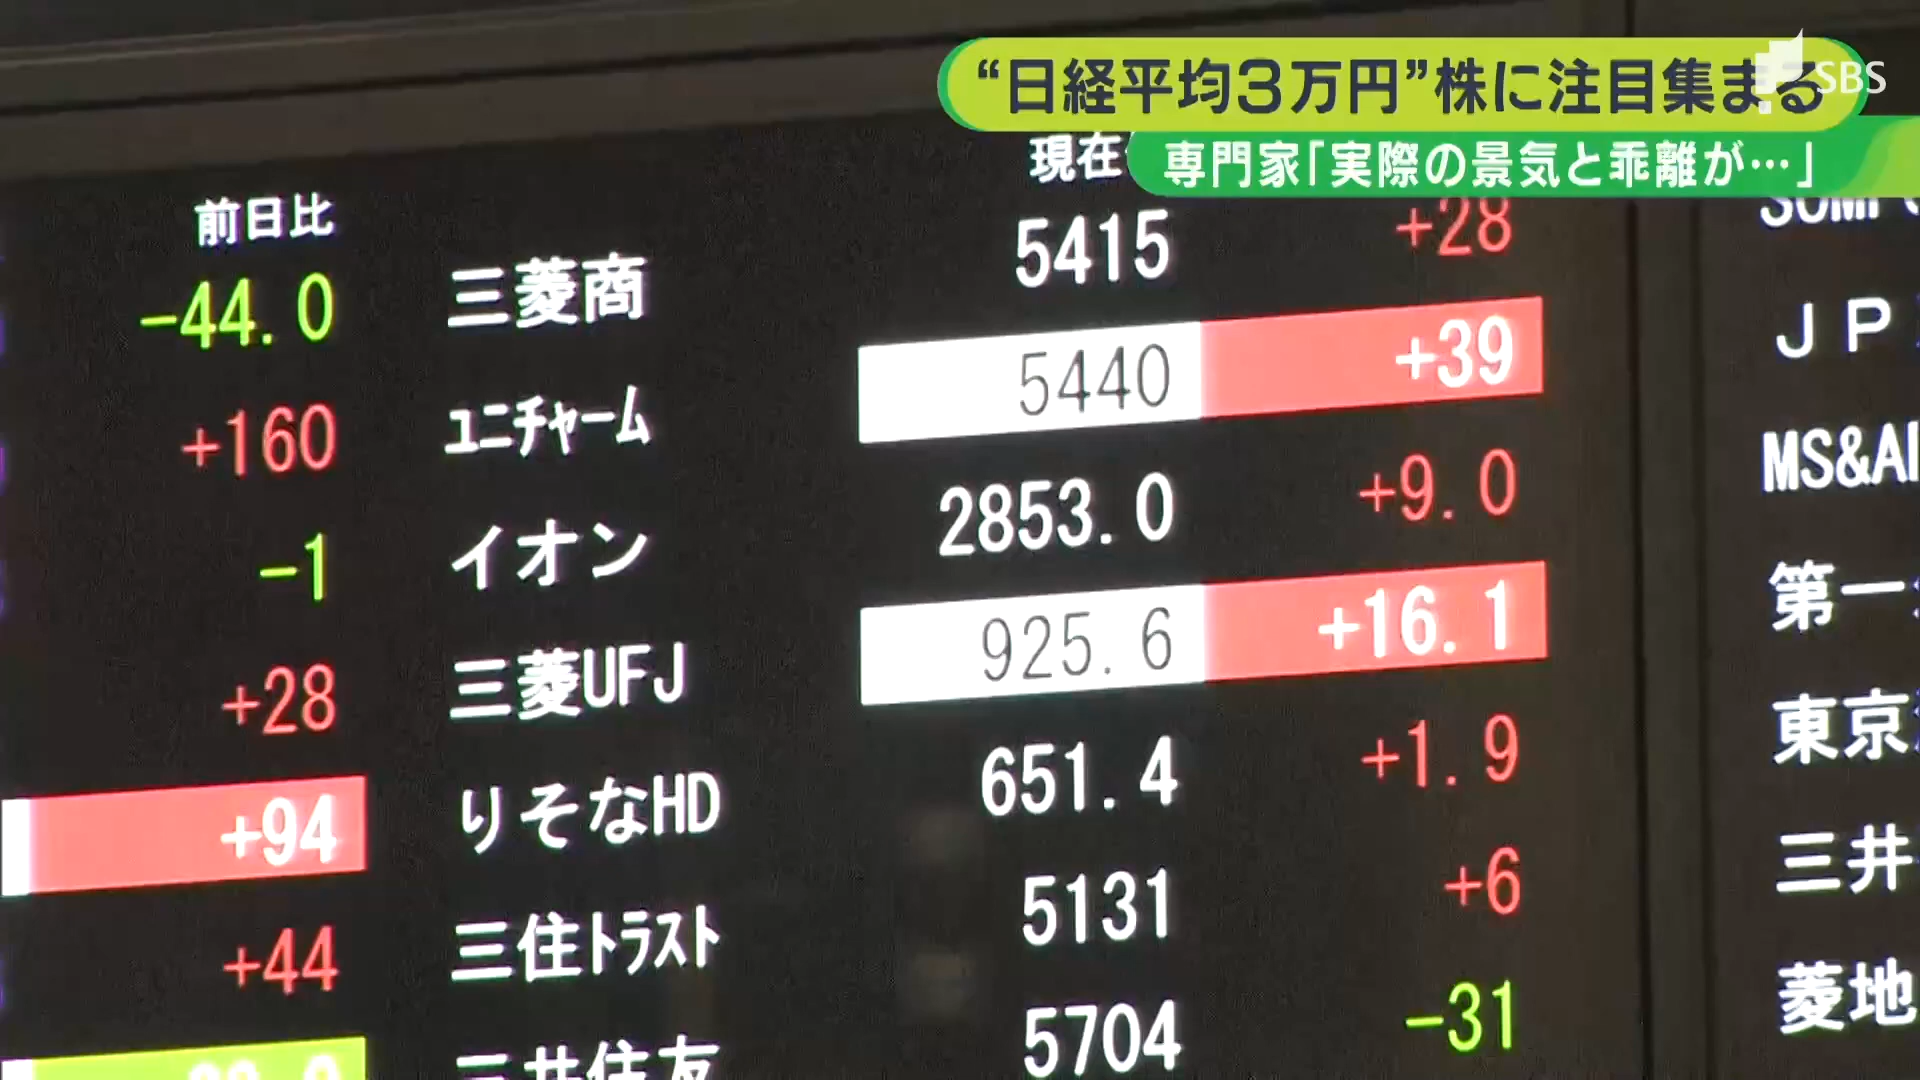 “日経平均3万円”株に注目集まる
SBS
専門家「実際の景気と乖離が…」
前日比
現在
-44.0
三菱商
5415
+28
+160
ユニチャーム
5440
+39
JP
-1
イオン
2853.0
+9.0
MS&AI
+28
三菱UFJ
925.6
+16.1
第一
+94
りそなHD
651.4
+1.9
東京
+44
三住トラスト
5131
+6
三井
三井住友
5704
-31
菱地